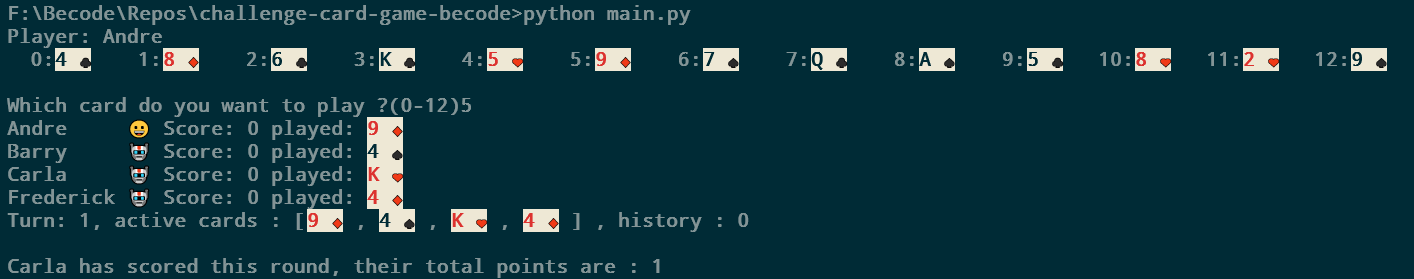 F:\Becode\Repos\challenge-card-game-becode>python main.py
Player: Andre
0:4 ♣ 1:8 ♦ 2:6 ♠ 3:K ♣ 4:5 ♥ 5:9 ♦ 6:7 ♠ 7:Q ♣ 8:A ♠ 9:5 ♠ 10:8 ♥ 11:2 ♥ 12:9 ♠
Which card do you want to play ?(0-12)5
Andre 😀 Score: 0 played: 9 ♦
Barry 🤖 Score: 0 played: 4 ♠
Carla 🤖 Score: 0 played: K ♥
Frederick 🤖 Score: 0 played: 4 ♦
Turn: 1, active cards : [9 ♦ , 4 ♠ , K ♥ , 4 ♦ ] , history : 0
Carla has scored this round, their total points are : 1